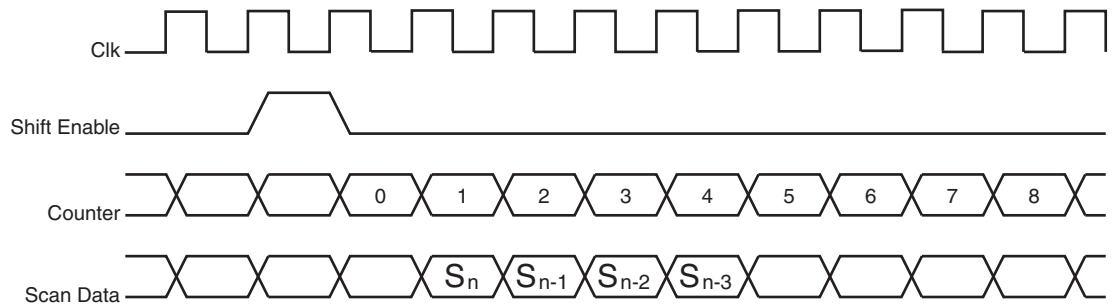 Clk
Shift Enable
Counter 0 1 2 3 4 5 6 7 8
Scan Data Sn Sn-1 Sn-2 Sn-3